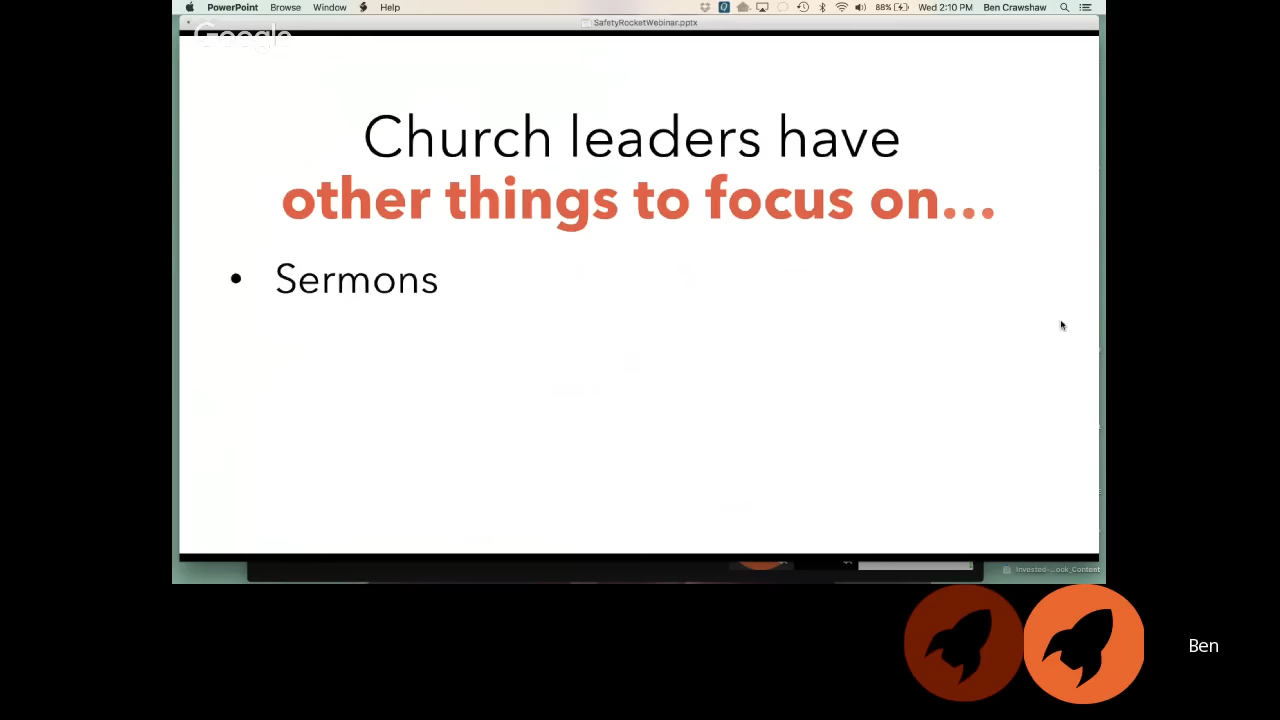 PowerPoint Browse Window Help 88% Wed 2:10 PM Ben Crawshaw
SafetyRocketWebinar.pptx
Google
Church leaders have
other things to focus on...
• Sermons
Invested-...ook_Content
Ben